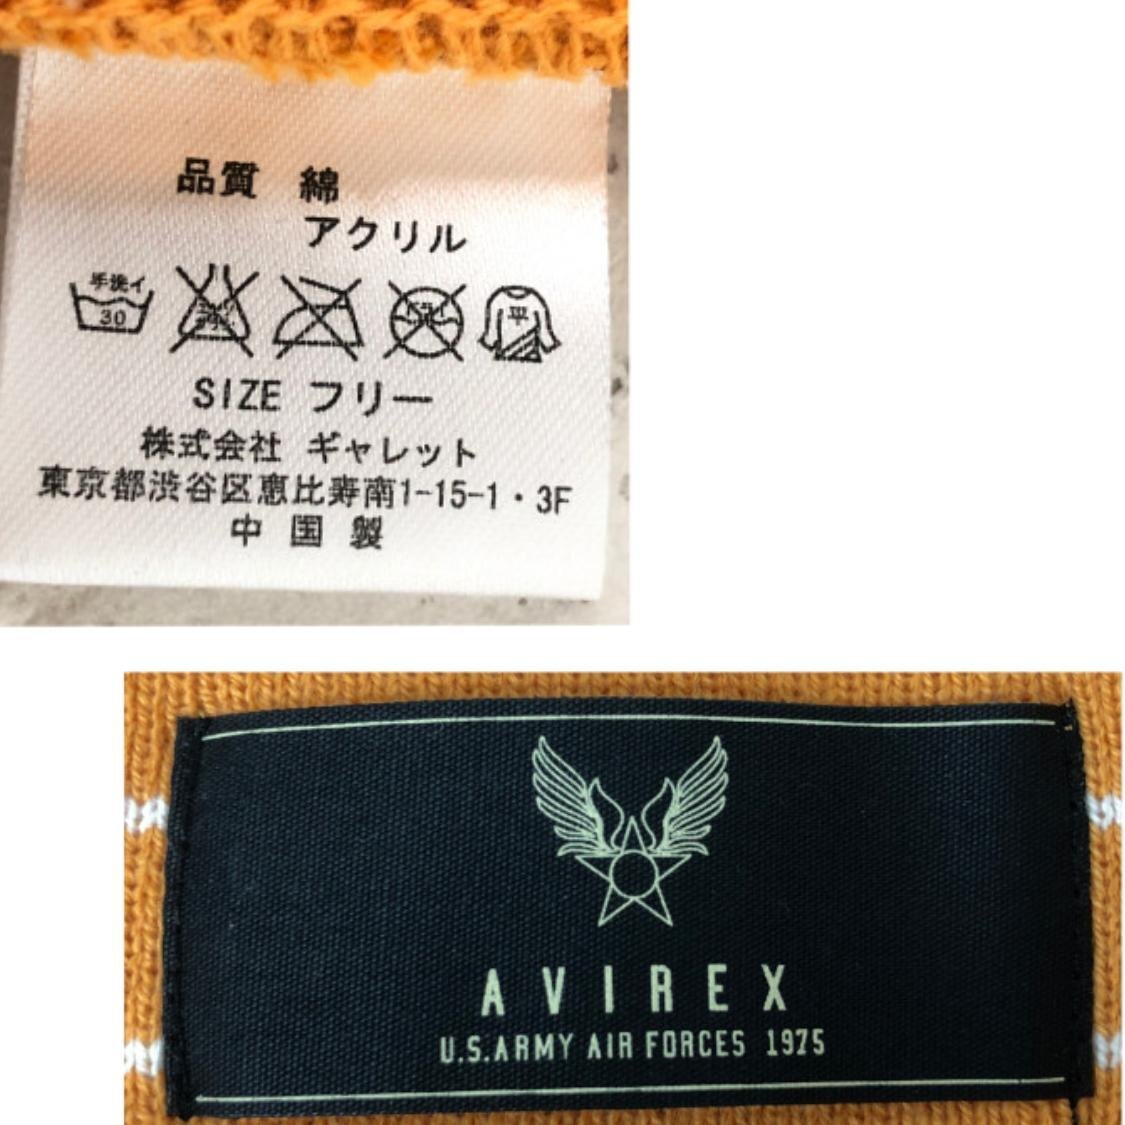 品質 綿
アクリル
手洗イ
30
平
SIZE フリー
株式会社 ギャレット
東京都渋谷区恵比寿南1-15-1・3F
中国製
AVIREX
U.S.ARMY AIR FORCES 1975